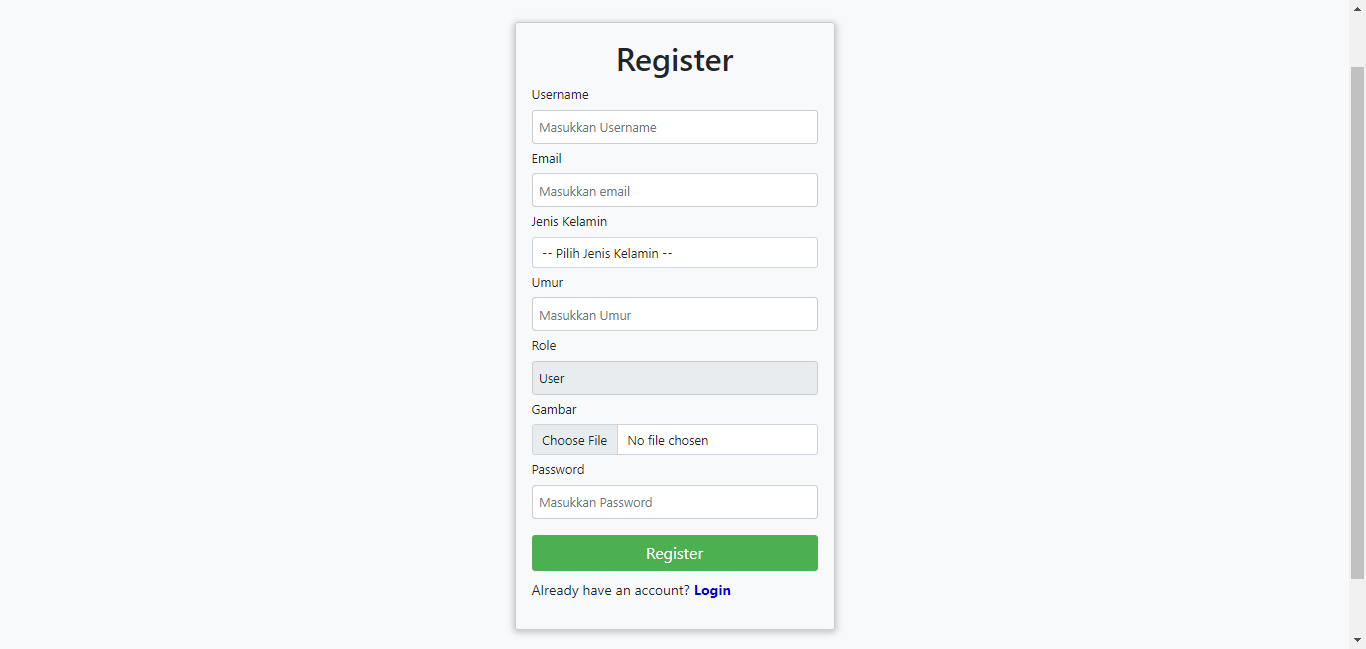 Register
Username
Masukkan Username
Email
Masukkan email
Jenis Kelamin
-- Pilih Jenis Kelamin --
Umur
Masukkan Umur
Role
User
Gambar
Choose File No file chosen
Password
Masukkan Password
Register
Already have an account? Login